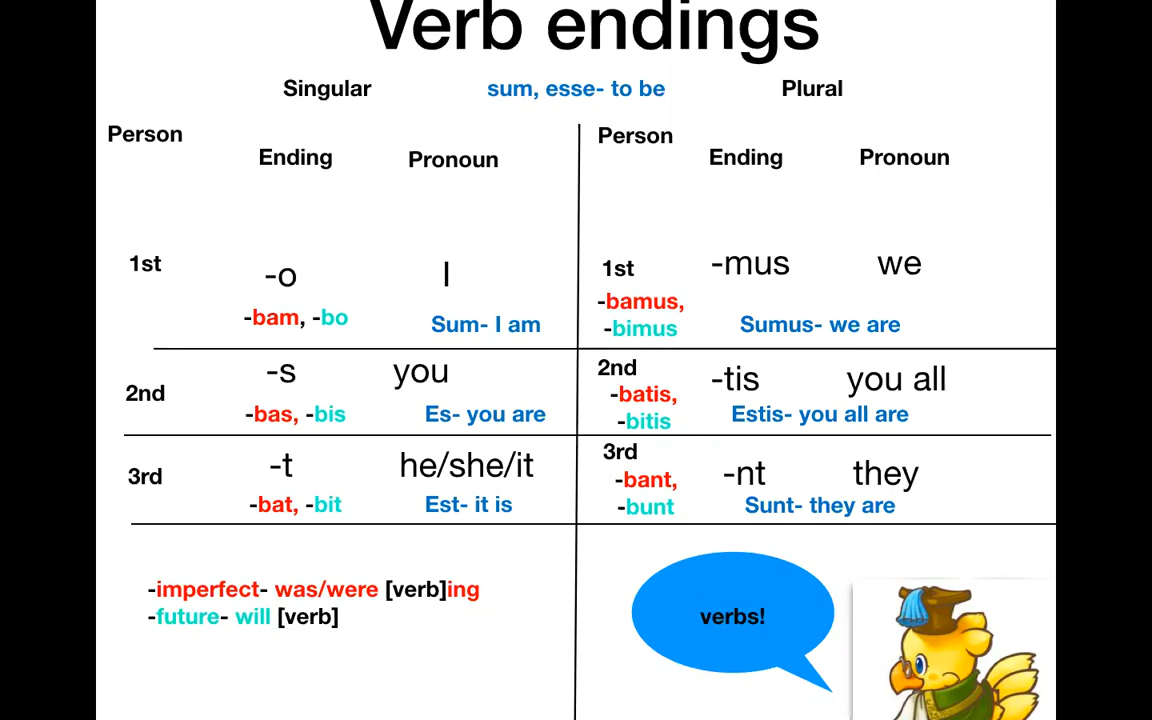 Verb endings
Singular sum, esse- to be Plural
Person
Ending Pronoun
1st
-o I
-bam, -bo
Sum- I am
2nd
-s you
-bas, -bis
Es- you are
3rd
-t he/she/it
-bat, -bit
Est- it is
Person
Ending Pronoun
1st
-mus we
-bamus,
-bimus
Sumus- we are
2nd
-tis you all
-batis,
-bitis
Estis- you all are
3rd
-nt they
-bant,
-bunt
Sunt- they are
-imperfect- was/were [verb]ing
-future- will [verb]
verbs!